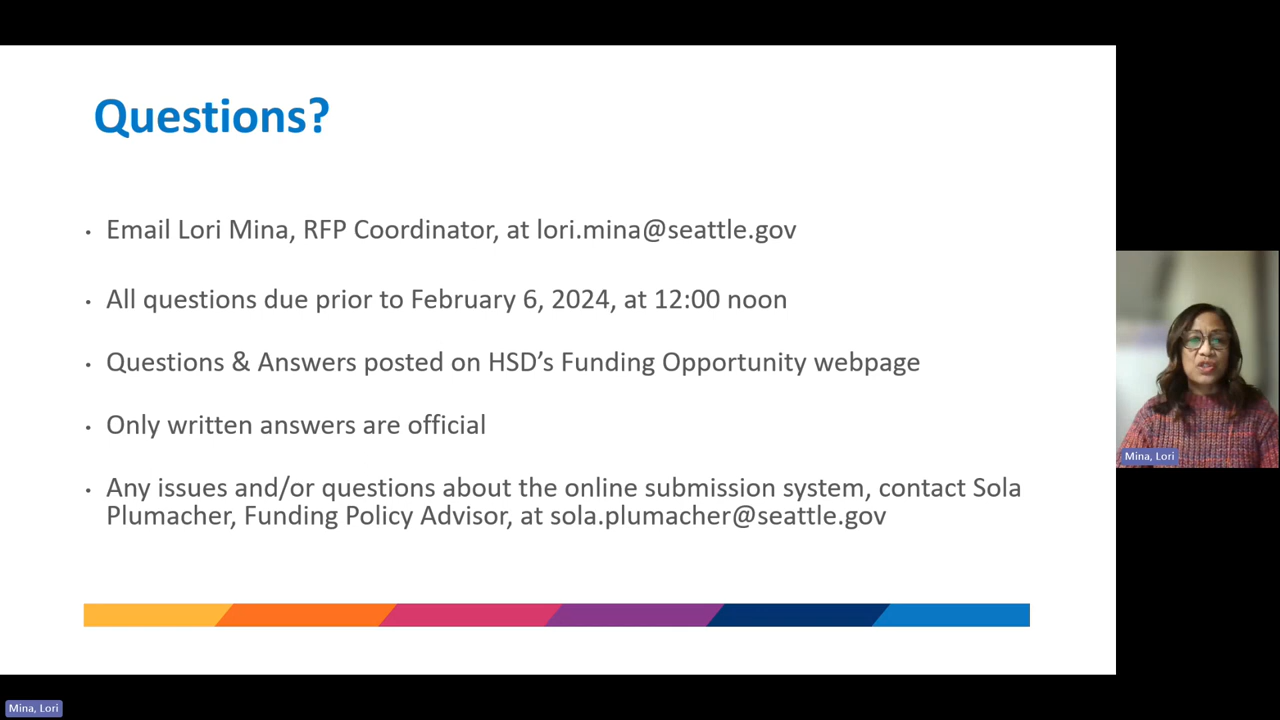 Questions?
• Email Lori Mina, RFP Coordinator, at lori.mina@seattle.gov
• All questions due prior to February 6, 2024, at 12:00 noon
• Questions & Answers posted on HSD’s Funding Opportunity webpage
• Only written answers are official
• Any issues and/or questions about the online submission system, contact Sola
Plumacher, Funding Policy Advisor, at sola.plumacher@seattle.gov
Mina, Lori
Mina, Lori